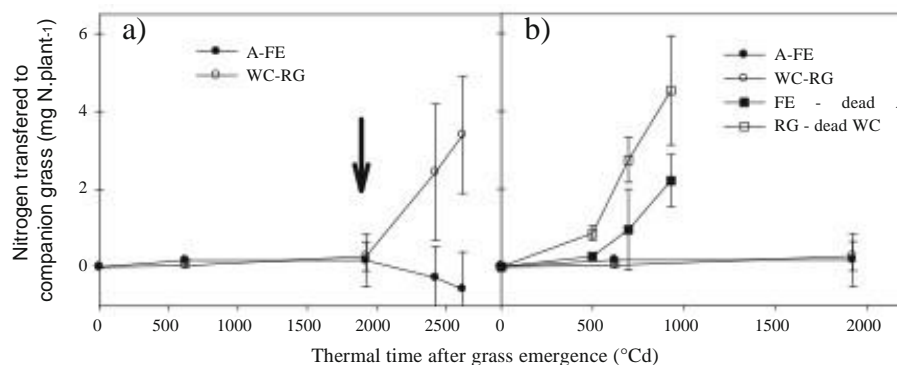 a)
A-FE
WC-RG
b)
A-FE
WC-RG
FE - dead
RG - dead WC
Nitrogen transferred to
companion grass (mg N.plant-1)
6
4
2
0
0 500 1000 1500 2000 2500
0 500 1000 1500 2000
Thermal time after grass emergence (°Cd)